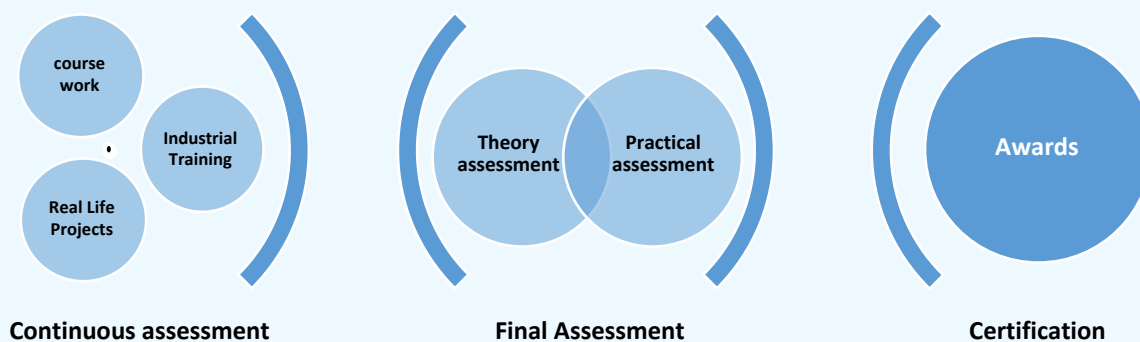 course
work
Industrial
Training
Real Life
Projects
Continuous assessment
Theory
assessment
Practical
assessment
Final Assessment
Awards
Certification